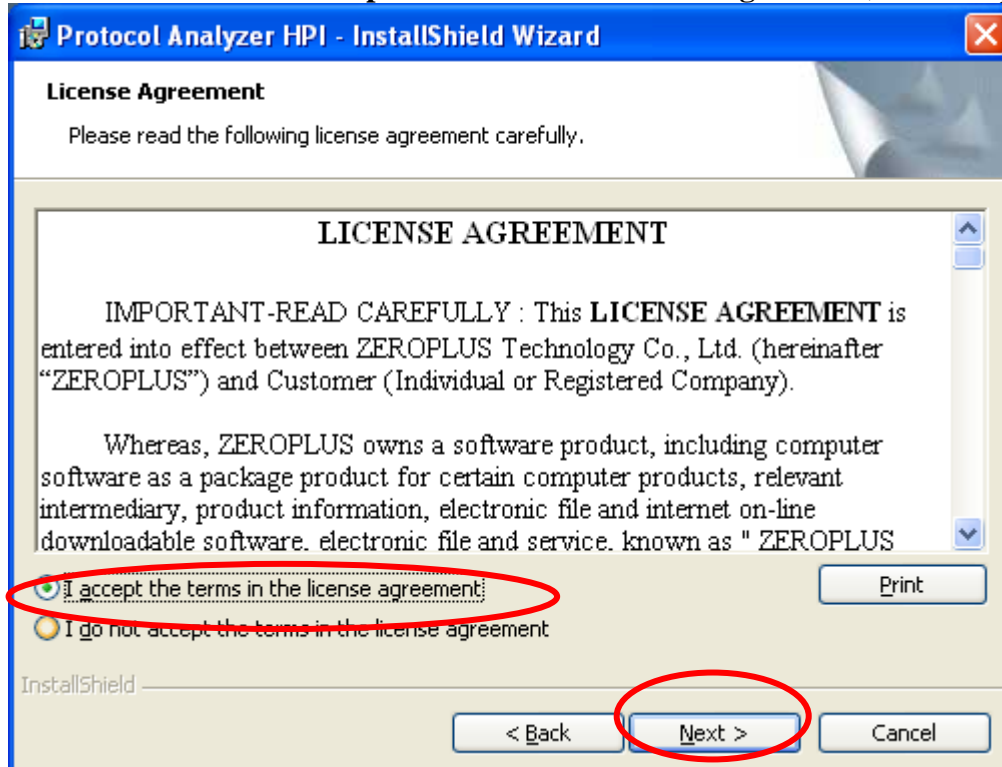 Protocol Analyzer HPI - InstallShield Wizard
License Agreement
Please read the following license agreement carefully.
LICENSE AGREEMENT
IMPORTANT-READ CAREFULLY : This LICENSE AGREEMENT is
entered into effect between ZEROPLUS Technology Co., Ltd. (hereinafter
“ZEROPLUS”) and Customer (Individual or Registered Company).
Whereas, ZEROPLUS owns a software product, including computer
software as a package product for certain computer products, relevant
intermediary, product information, electronic file and internet on-line
downloadable software, electronic file and service, known as " ZEROPLUS
I accept the terms in the license agreement
Print
I do not accept the terms in the license agreement
InstallShield
< Back
Next >
Cancel